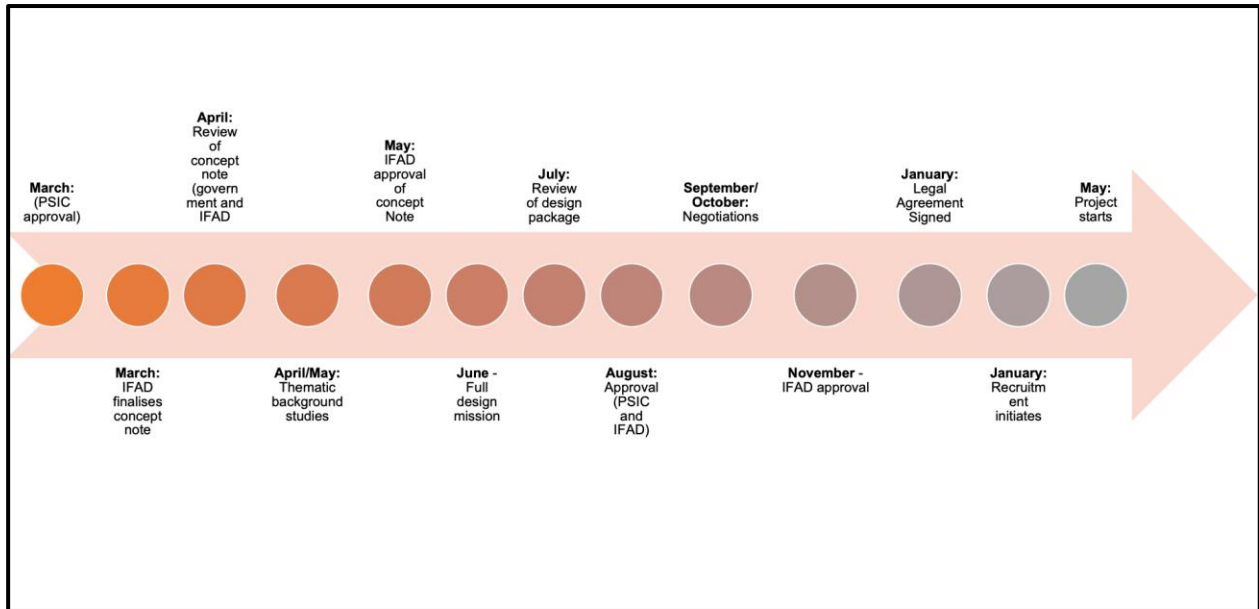 March:
(PSIC
approval)
March:
IFAD
finalises
concept
note
April:
Review
of
concept
note
(govern
ment and
IFAD
April/May:
Thematic
background
studies
May:
IFAD
approval
of
concept
Note
June -
Full
design
mission
July:
Review
of design
package
August:
Approval
(PSIC
and
IFAD)
September/
October:
Negotiations
November -
IFAD approval
January:
Legal
Agreement
Signed
January:
Recruitm
ent
initiates
May:
Project
starts